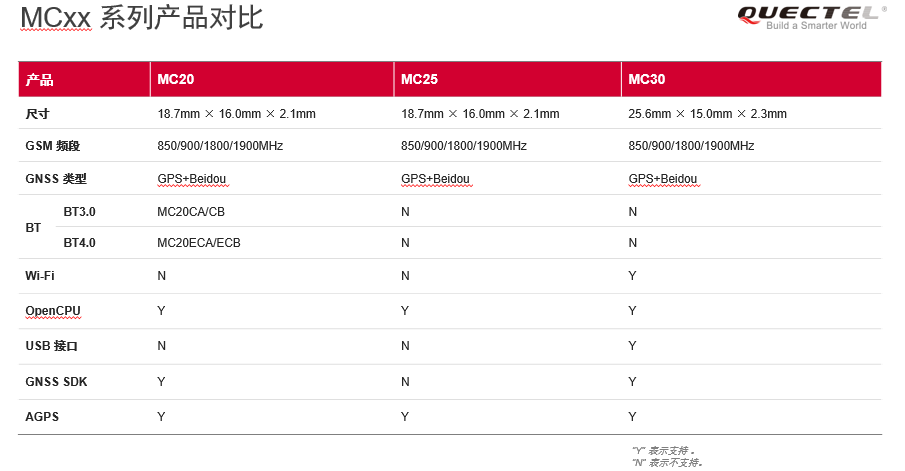 MCxx 系列产品对比
QUECTEL®
Build a Smarter World
产品 MC20 MC25 MC30
尺寸 18.7mm × 16.0mm × 2.1mm 18.7mm × 16.0mm × 2.1mm 25.6mm × 15.0mm × 2.3mm
GSM 频段 850/900/1800/1900MHz 850/900/1800/1900MHz 850/900/1800/1900MHz
GNSS 类型 GPS+Beidou GPS+Beidou GPS+Beidou
BT
BT3.0 MC20CA/CB N N
BT4.0 MC20ECA/ECB N N
Wi-Fi N N Y
OpenCPU Y Y Y
USB 接口 N N Y
GNSS SDK Y N Y
AGPS Y Y Y
"Y" 表示支持 。
"N" 表示不支持。